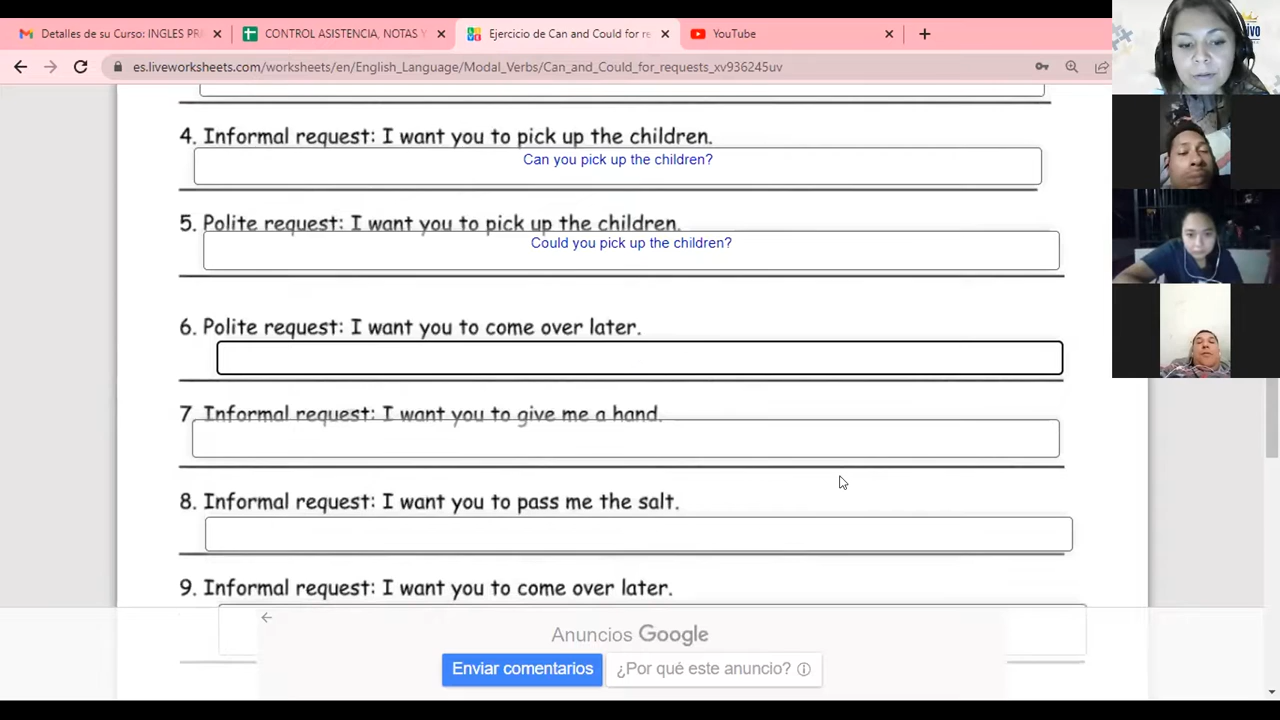 Detalles de su Curso: INGLES PRI
CONTROL ASISTENCIA, NOTAS Y
Ejercicio de Can and Could for re
YouTube
es.liveworksheets.com/worksheets/en/English_Language/Modal_Verbs/Can_and_Could_for_requests_xv936245uv
4. Informal request: I want you to pick up the children.
Can you pick up the children?
5. Polite request: I want you to pick up the children.
Could you pick up the children?
6. Polite request: I want you to come over later.
7. Informal request: I want you to give me a hand.
8. Informal request: I want you to pass me the salt.
9. Informal request: I want you to come over later.
Anuncios Google
Enviar comentarios
¿Por qué este anuncio?